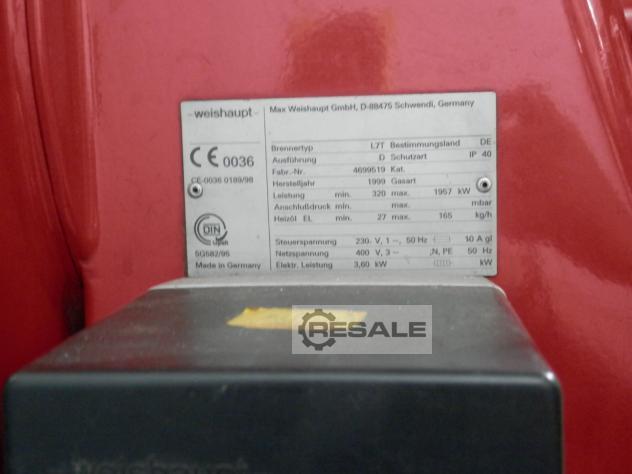 -weishaupt-
Max Weishaupt GmbH, D-88475 Schwendi, Germany
CE 0036
CE-0036 0189/98
DIN
5G582/95
Made in Germany
Brennertyp L7T Bestimmungsland DE
Ausführung D Schutzart IP 40
Fabr.-Nr. 4699519 Kat.
Herstelljahr 1999 Gasart
Leistung min. 320 max. 1957 kW
Anschlußdruck min. max. mbar
Heizöl EL min. 27 max. 165 kg/h
Steuerspannung 230 V, 1~, 50 Hz 10 A gl
Netzspannung 400 V, 3~ ,N, PE 50 Hz
Elektr. Leistung 3,60 kW kW
RESALE
-weishaupt